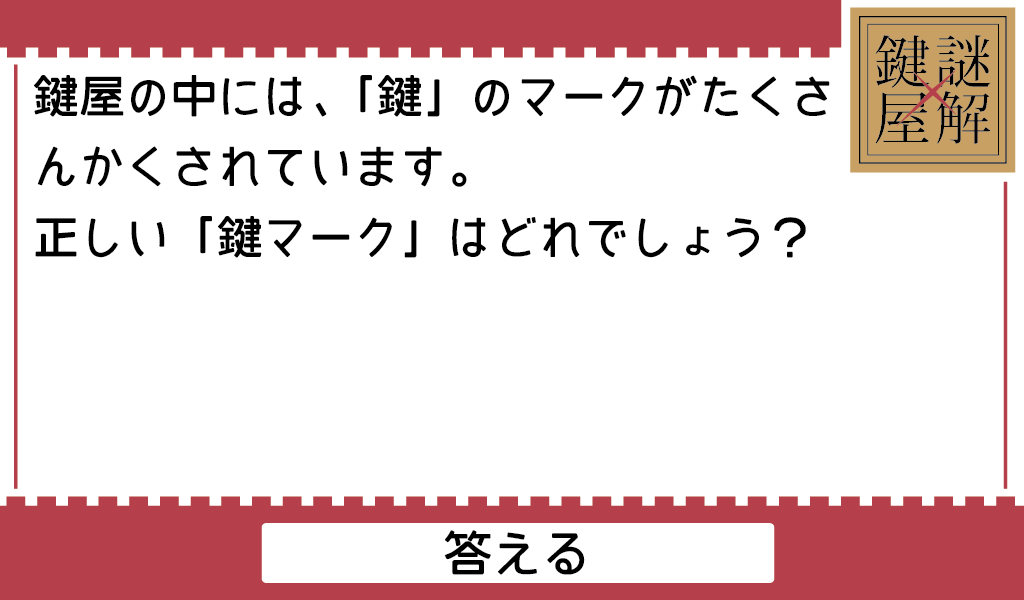 鍵屋の中には、「鍵」のマークがたくさ
んかくされています。
正しい「鍵マーク」はどれでしょう？
謎解
×
鍵屋
答える